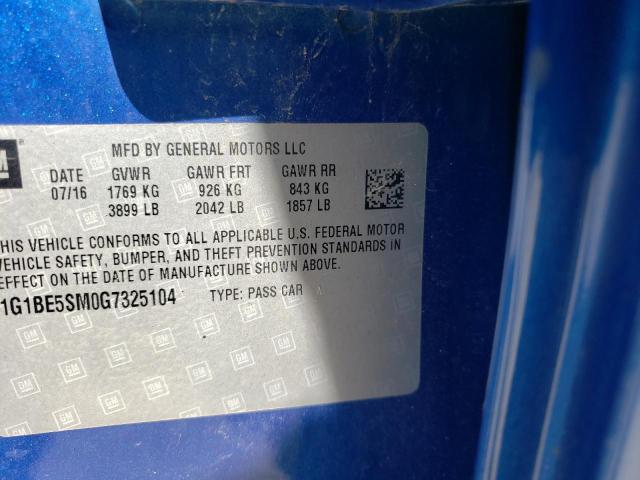 GM
MFD BY GENERAL MOTORS LLC
DATE GVWR GAWR FRT GAWR RR
07/16 1769 KG 926 KG 843 KG
3899 LB 2042 LB 1857 LB
THIS VEHICLE CONFORMS TO ALL APPLICABLE U.S. FEDERAL MOTOR
VEHICLE SAFETY, BUMPER, AND THEFT PREVENTION STANDARDS IN
EFFECT ON THE DATE OF MANUFACTURE SHOWN ABOVE.
1G1BE5SM0G7325104 TYPE: PASS CAR